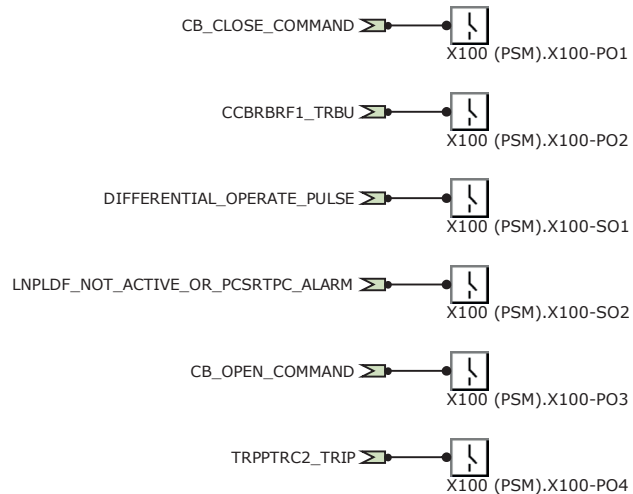 CB_CLOSE_COMMAND
X100 (PSM).X100-PO1
CCBRBRF1_TRBU
X100 (PSM).X100-PO2
DIFFERENTIAL_OPERATE_PULSE
X100 (PSM).X100-SO1
LNPLDF_NOT_ACTIVE_OR_PCSRTPC_ALARM
X100 (PSM).X100-SO2
CB_OPEN_COMMAND
X100 (PSM).X100-PO3
TRPPTRC2_TRIP
X100 (PSM).X100-PO4